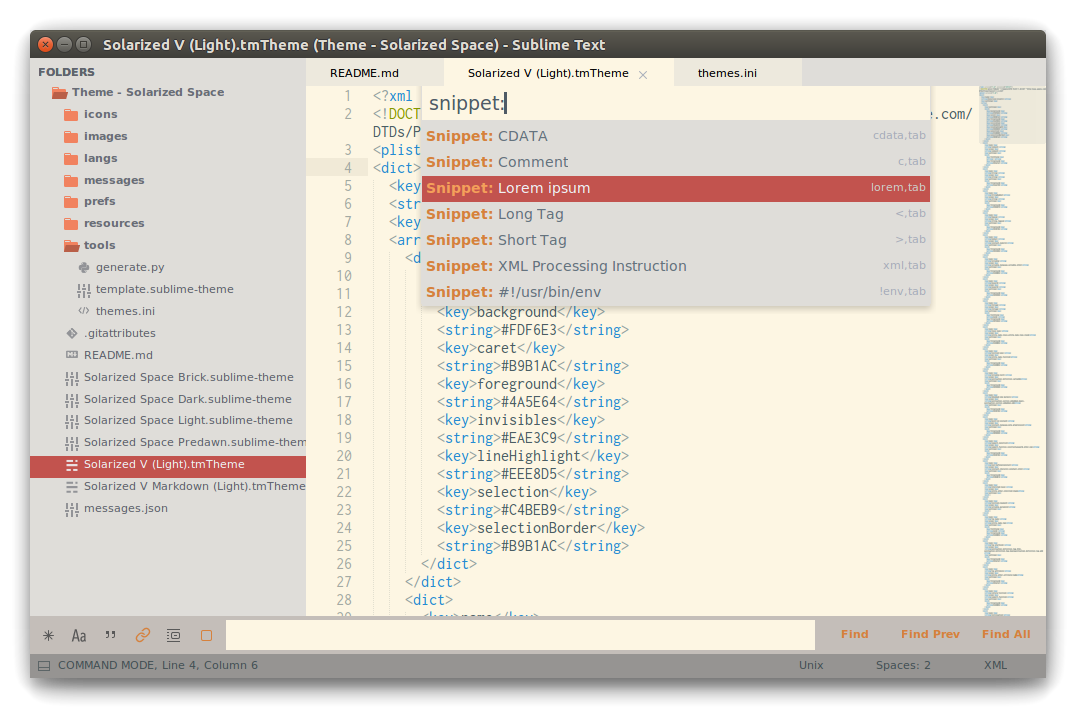 Solarized V (Light).tmTheme (Theme - Solarized Space) - Sublime Text
FOLDERS
Theme - Solarized Space
icons
images
langs
messages
prefs
resources
tools
generate.py
template.sublime-theme
themes.ini
.gitattributes
README.md
Solarized Space Brick.sublime-theme
Solarized Space Dark.sublime-theme
Solarized Space Light.sublime-theme
Solarized Space Predawn.sublime-them
Solarized V (Light).tmTheme
Solarized V Markdown (Light).tmTheme
messages.json
README.md
Solarized V (Light).tmTheme
themes.ini
snippet:
Snippet: CDATA cdata,tab
Snippet: Comment c,tab
Snippet: Lorem ipsum lorem,tab
Snippet: Long Tag <,tab
Snippet: Short Tag >,tab
Snippet: XML Processing Instruction xml,tab
Snippet: #!/usr/bin/env !env,tab
1 <?xml
2 <!DOCT e.com/
DTDs/P
3 <plist
4 <dict>
5 <key
6 <str
7 <key
8 <arr
9 <d
10
11
12 <key>background</key>
13 <string>#FDF6E3</string>
14 <key>caret</key>
15 <string>#B9B1AC</string>
16 <key>foreground</key>
17 <string>#4A5E64</string>
18 <key>invisibles</key>
19 <string>#EAE3C9</string>
20 <key>lineHighlight</key>
21 <string>#EEE8D5</string>
22 <key>selection</key>
23 <string>#C4BEB9</string>
24 <key>selectionBorder</key>
25 <string>#B9B1AC</string>
26 </dict>
27 </dict>
28 <dict>
29 <key>name</key>
Aa
Find
Find Prev
Find All
COMMAND MODE, Line 4, Column 6
Unix
Spaces: 2
XML